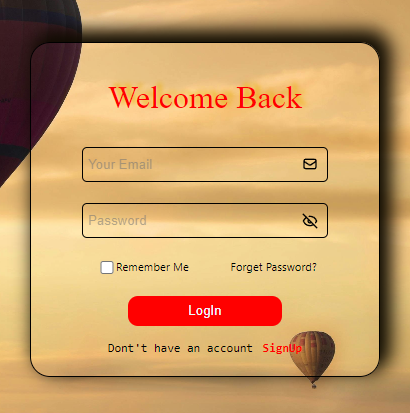 Welcome Back
Your Email
Password
Remember Me Forget Password?
LogIn
Dont't have an account SignUp